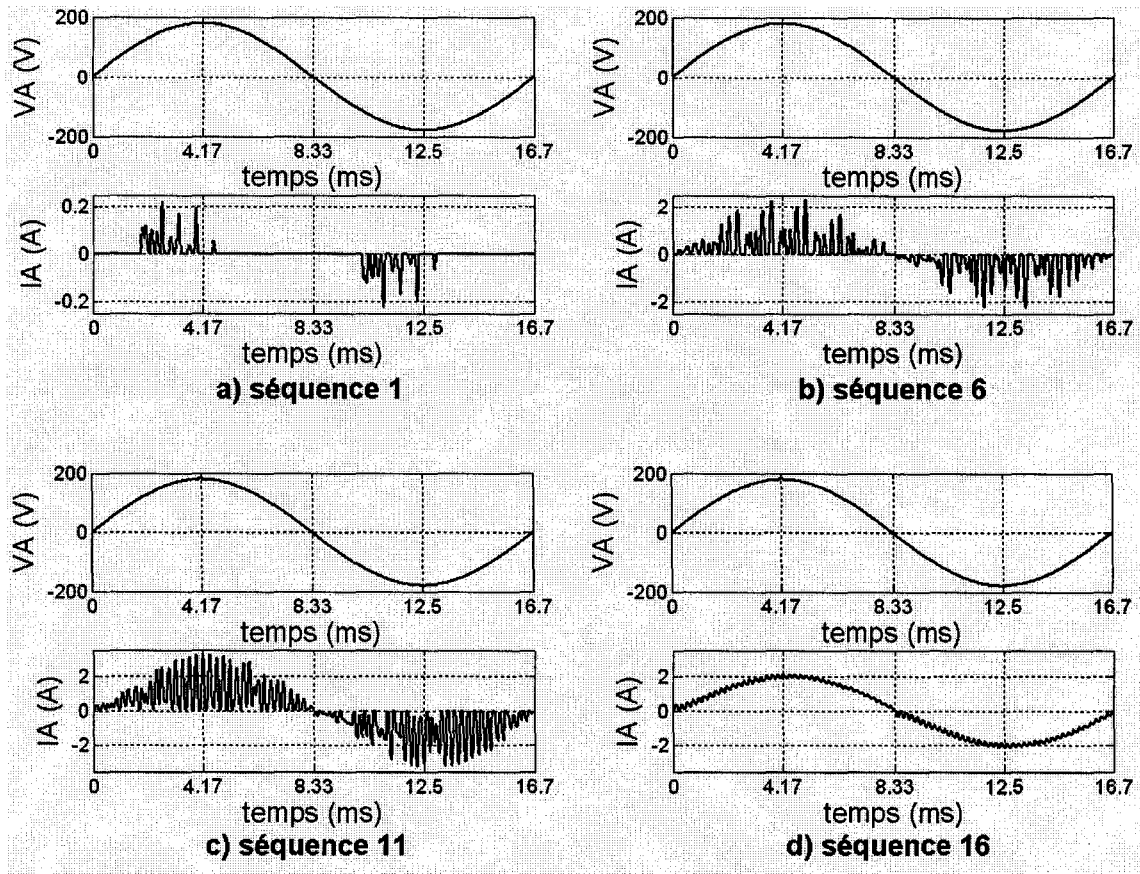 VA (V)
200
0
-200
0 4.17 8.33 12.5 16.7
temps (ms)
IA (A)
0.2
0
-0.2
0 4.17 8.33 12.5 16.7
temps (ms)
a) séquence 1
VA (V)
200
0
-200
0 4.17 8.33 12.5 16.7
temps (ms)
IA (A)
2
0
-2
0 4.17 8.33 12.5 16.7
temps (ms)
b) séquence 6
VA (V)
200
0
-200
0 4.17 8.33 12.5 16.7
temps (ms)
IA (A)
2
0
-2
0 4.17 8.33 12.5 16.7
temps (ms)
c) séquence 11
VA (V)
200
0
-200
0 4.17 8.33 12.5 16.7
temps (ms)
IA (A)
2
0
-2
0 4.17 8.33 12.5 16.7
temps (ms)
d) séquence 16